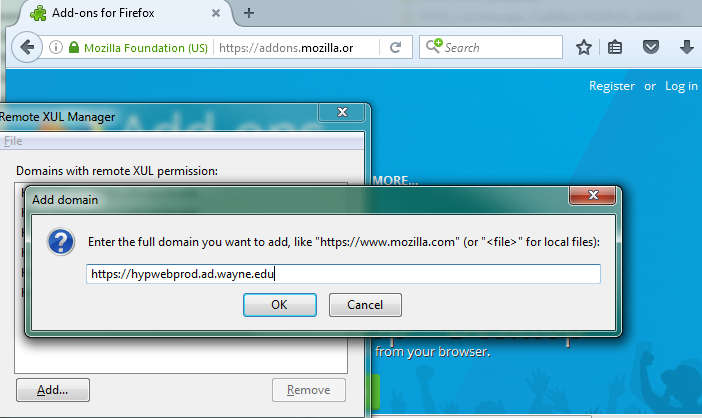 Add-ons for Firefox
Mozilla Foundation (US) https://addons.mozilla.or Search
Register or Log in
Remote XUL Manager
File
Domains with remote XUL permission:
MORE...
Add domain
Enter the full domain you want to add, like "https://www.mozilla.com" (or "<file>" for local files):
https://hypwebprod.ad.wayne.edu
OK Cancel
from your browser.
Add... Remove